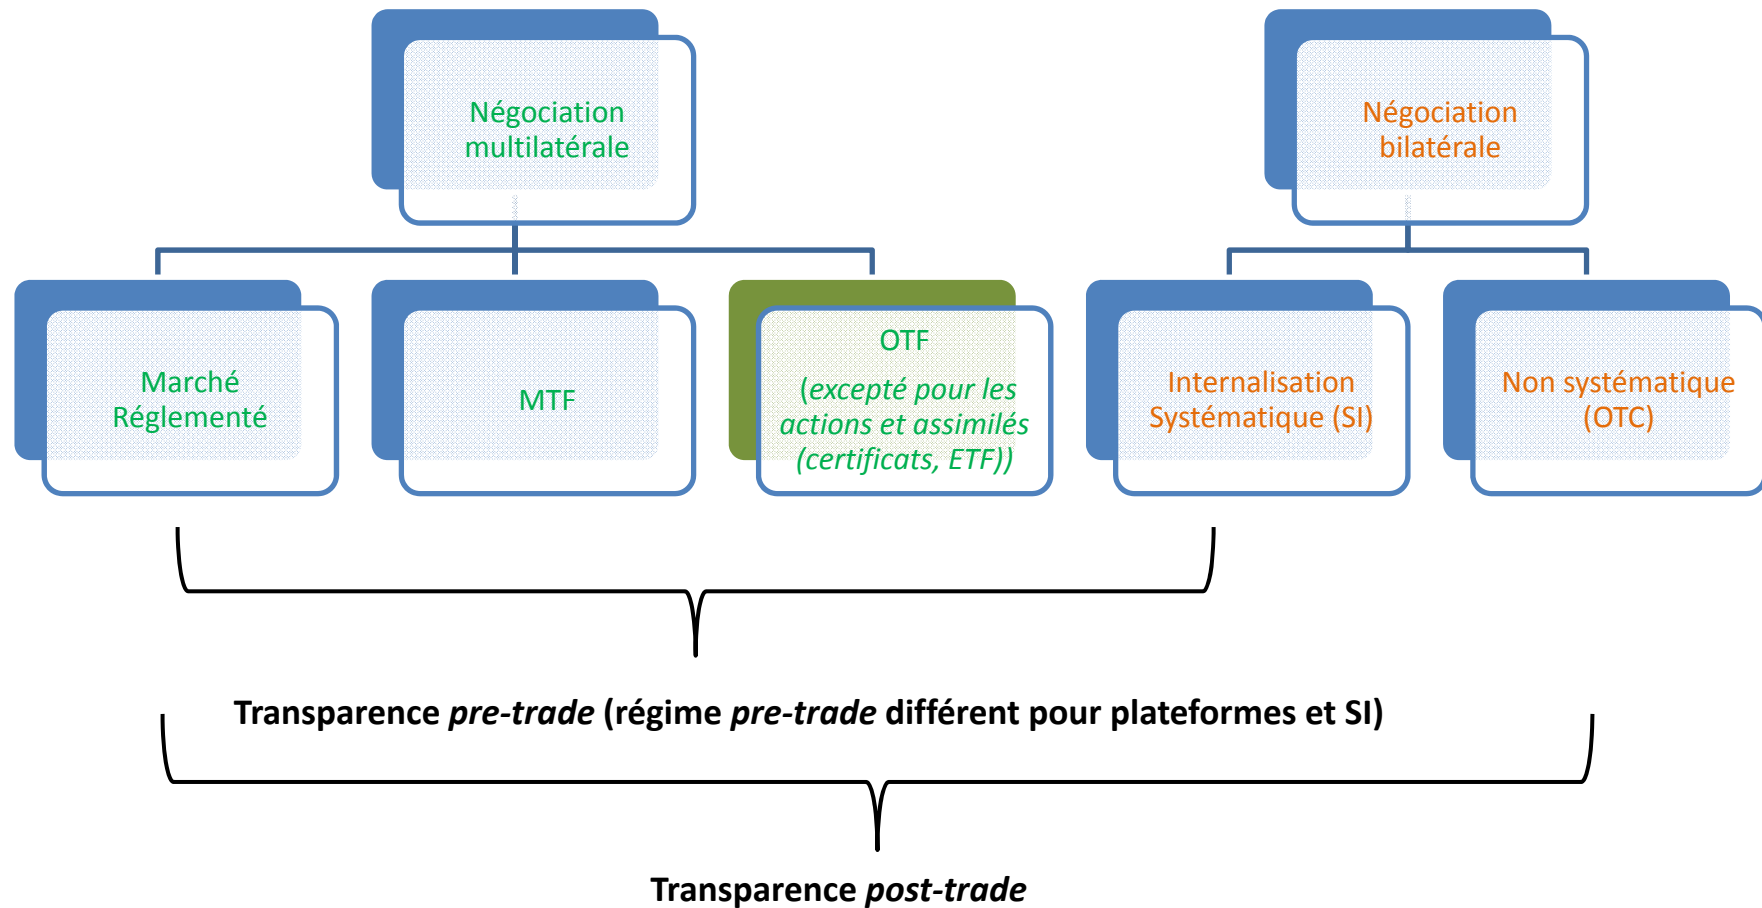 Négociation
multilatérale
Négociation
bilatérale
Marché
Réglementé
MTF
OTF
(excepté pour les
actions et assimilés
(certificats, ETF))
Internalisation
Systématique (SI)
Non systématique
(OTC)
Transparence pre-trade (régime pre-trade différent pour plateformes et SI)
Transparence post-trade